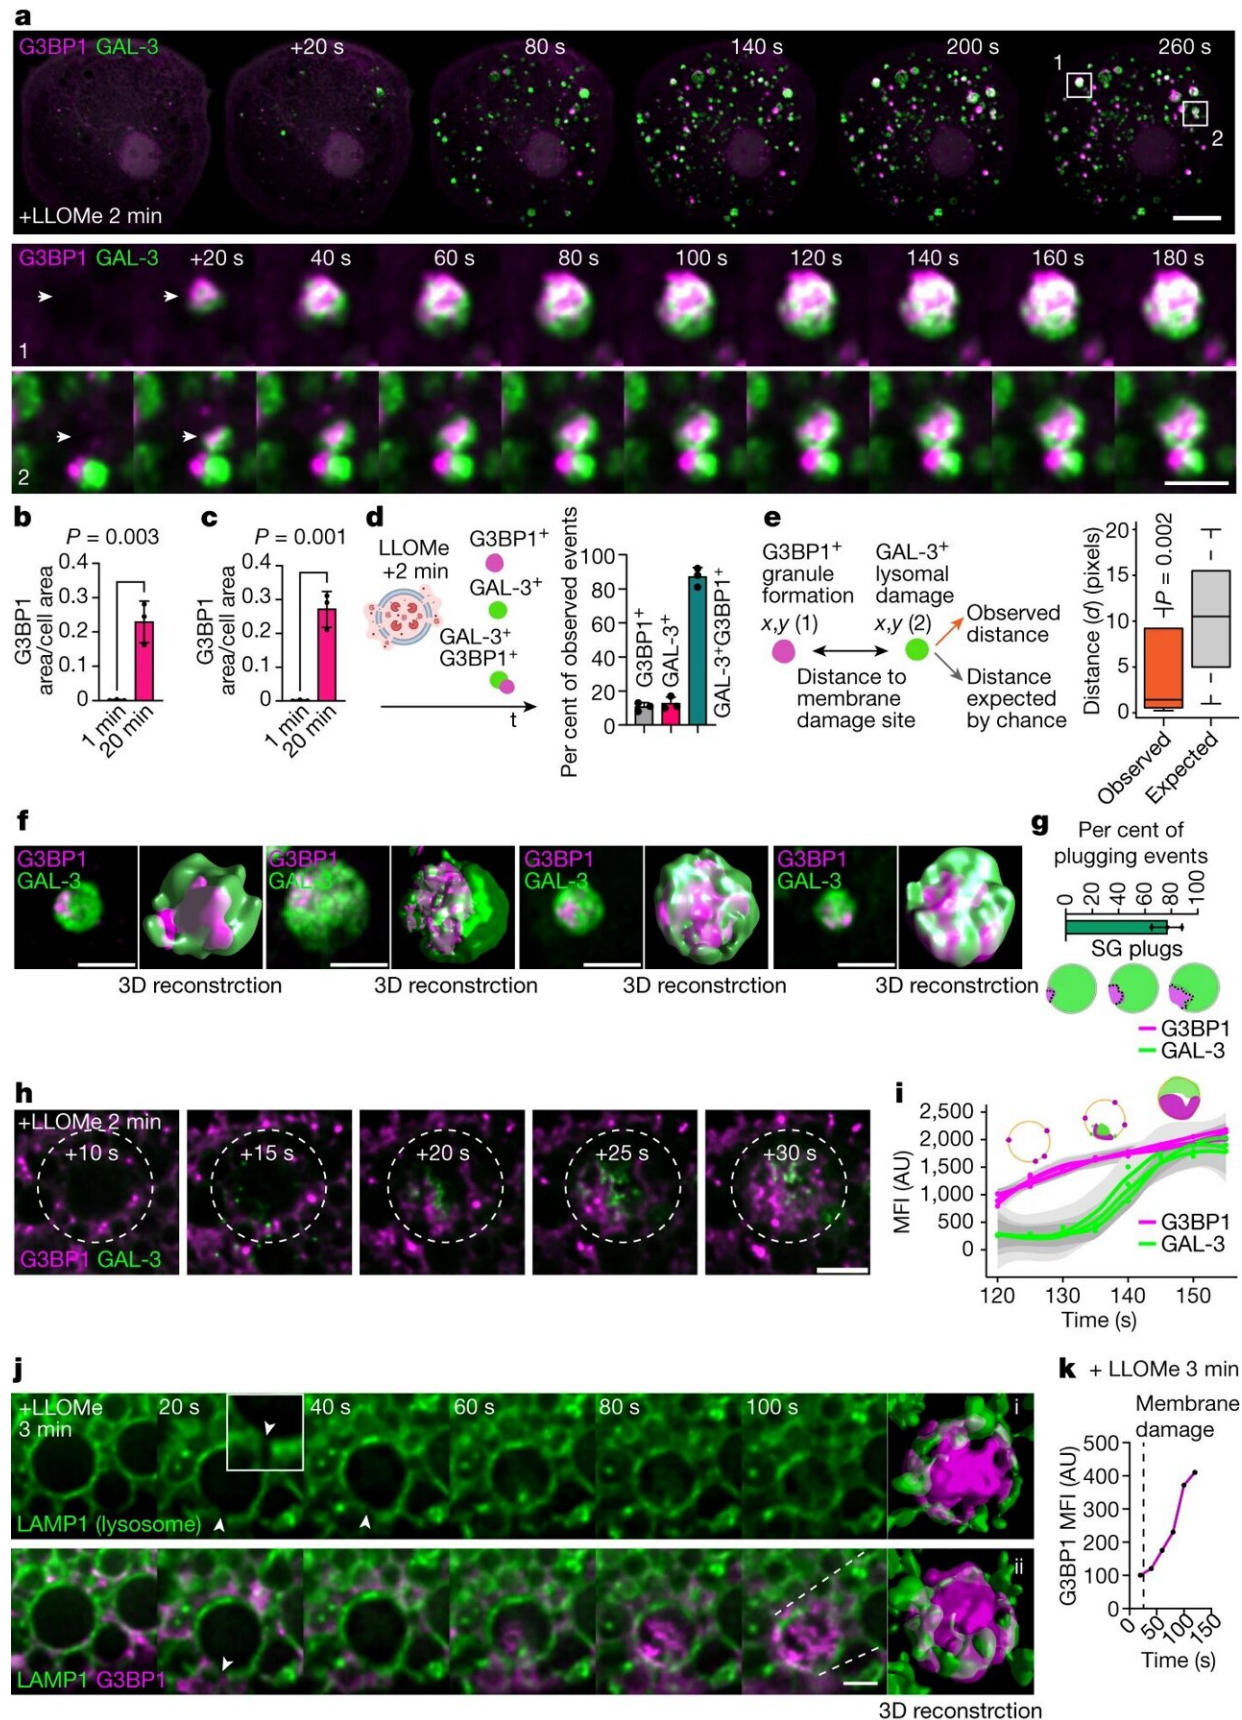 a
G3BP1 GAL-3
+20 s
80 s
140 s
200 s
260 s
1
2
+LLOMe 2 min
G3BP1 GAL-3
+20 s
40 s
60 s
80 s
100 s
120 s
140 s
160 s
180 s
1
2
b
P = 0.003
G3BP1
area/cell area
0.4
0.3
0.2
0.1
0
1 min
20 min
c
P = 0.001
G3BP1
area/cell area
0.4
0.3
0.2
0.1
0
1 min
20 min
d
LLOMe
+2 min
G3BP1+
GAL-3+
GAL-3+
G3BP1+
t
Per cent of observed events
100
80
60
40
20
0
G3BP1+
GAL-3+
GAL-3+G3BP1+
e
G3BP1+
granule
formation
x,y (1)
GAL-3+
lysomal
damage
x,y (2)
Distance to
membrane
damage site
Observed
distance
Distance
expected
by chance
Distance (d) (pixels)
20
15
10
5
0
P = 0.002
Observed
Expected
f
G3BP1
GAL-3
3D reconstrction
G3BP1
GAL-3
3D reconstrction
G3BP1
GAL-3
3D reconstrction
G3BP1
GAL-3
3D reconstrction
g
Per cent of
plugging events
0
20
40
60
80
100
SG plugs
G3BP1
GAL-3
h
+LLOMe 2 min
+10 s
+15 s
+20 s
+25 s
+30 s
G3BP1 GAL-3
i
MFI (AU)
2,500
2,000
1,500
1,000
500
0
G3BP1
GAL-3
120
130
140
150
Time (s)
j
+LLOMe
3 min
20 s
40 s
60 s
80 s
100 s
i
LAMP1 (lysosome)
ii
LAMP1 G3BP1
3D reconstrction
k
+ LLOMe 3 min
Membrane
damage
G3BP1 MFI (AU)
500
400
300
200
100
0
0
50
100
150
Time (s)